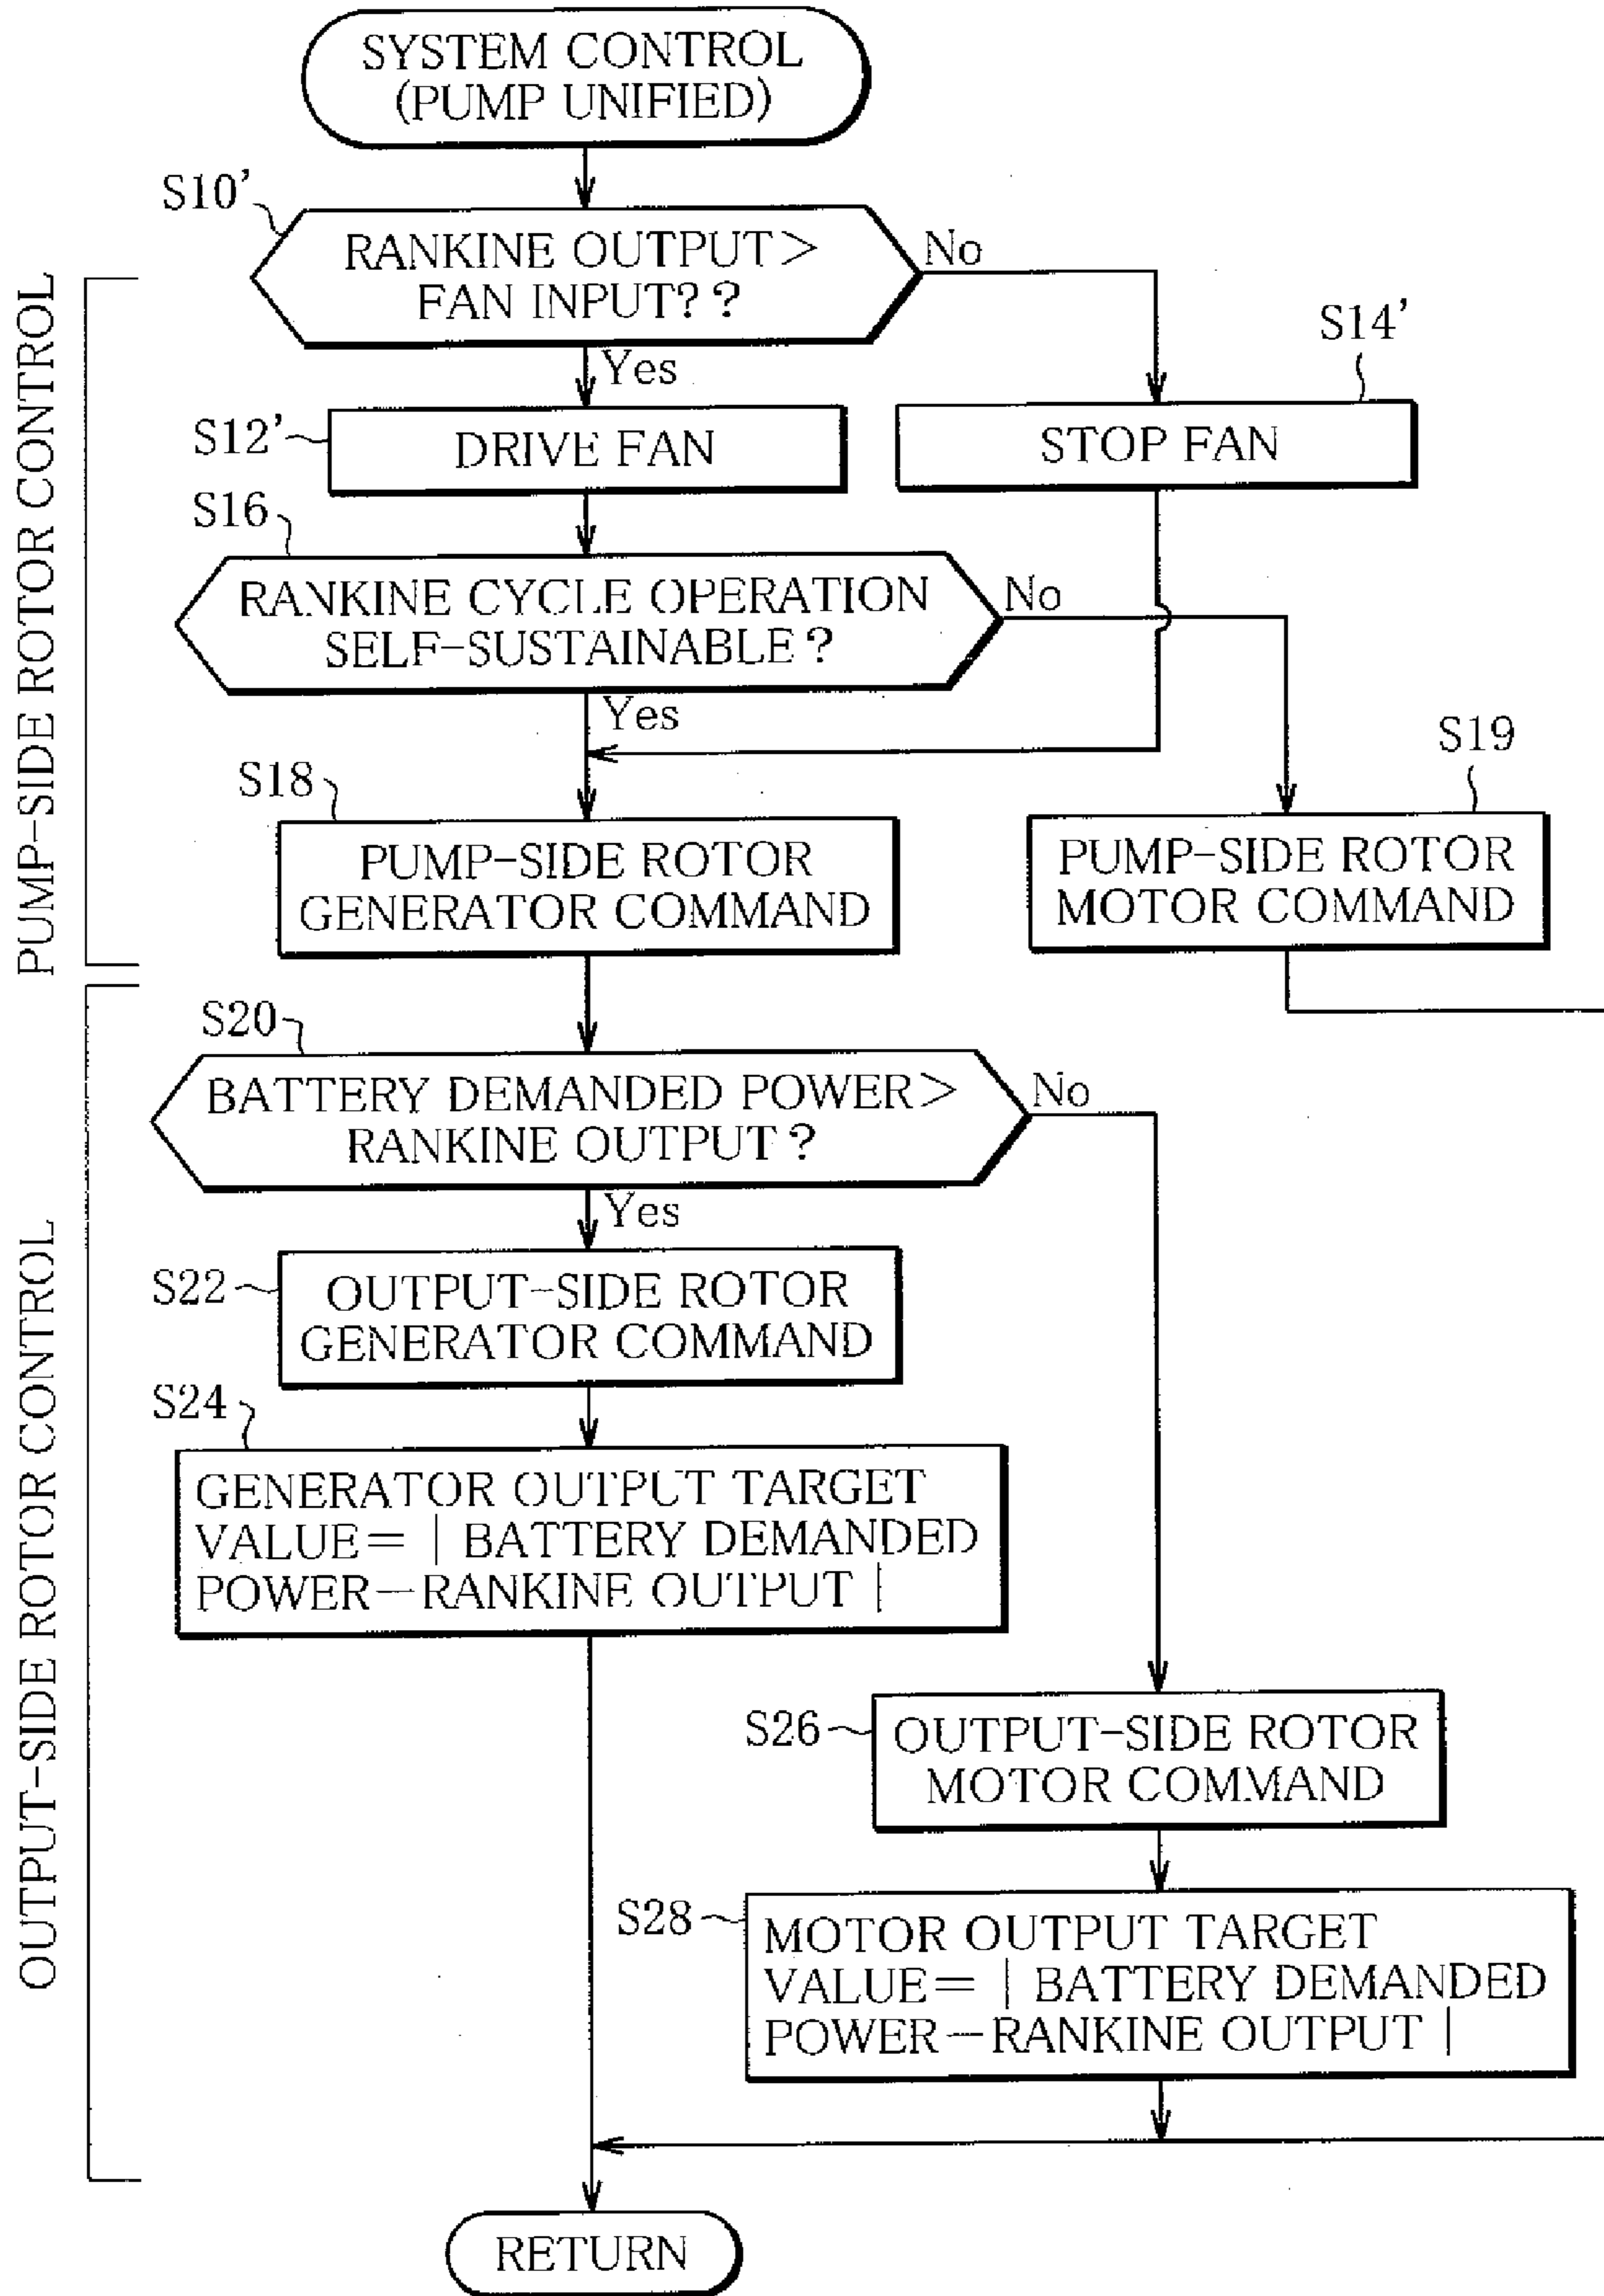 SYSTEM CONTROL
(PUMP UNIFIED)
S10’
RANKINE OUTPUT>
FAN INPUT??
No
Yes
S12’
DRIVE FAN
S14’
STOP FAN
S16
RANKINE CYCLE OPERATION
SELF-SUSTAINABLE?
No
Yes
S18
PUMP-SIDE ROTOR
GENERATOR COMMAND
S19
PUMP-SIDE ROTOR
MOTOR COMMAND
PUMP-SIDE ROTOR CONTROL
S20
BATTERY DEMANDED POWER>
RANKINE OUTPUT?
No
Yes
S22
OUTPUT-SIDE ROTOR
GENERATOR COMMAND
S24
GENERATOR OUTPUT TARGET
VALUE=|BATTERY DEMANDED
POWER-RANKINE OUTPUT|
S26
OUTPUT-SIDE ROTOR
MOTOR COMMAND
S28
MOTOR OUTPUT TARGET
VALUE=|BATTERY DEMANDED
POWER-RANKINE OUTPUT|
OUTPUT-SIDE ROTOR CONTROL
RETURN